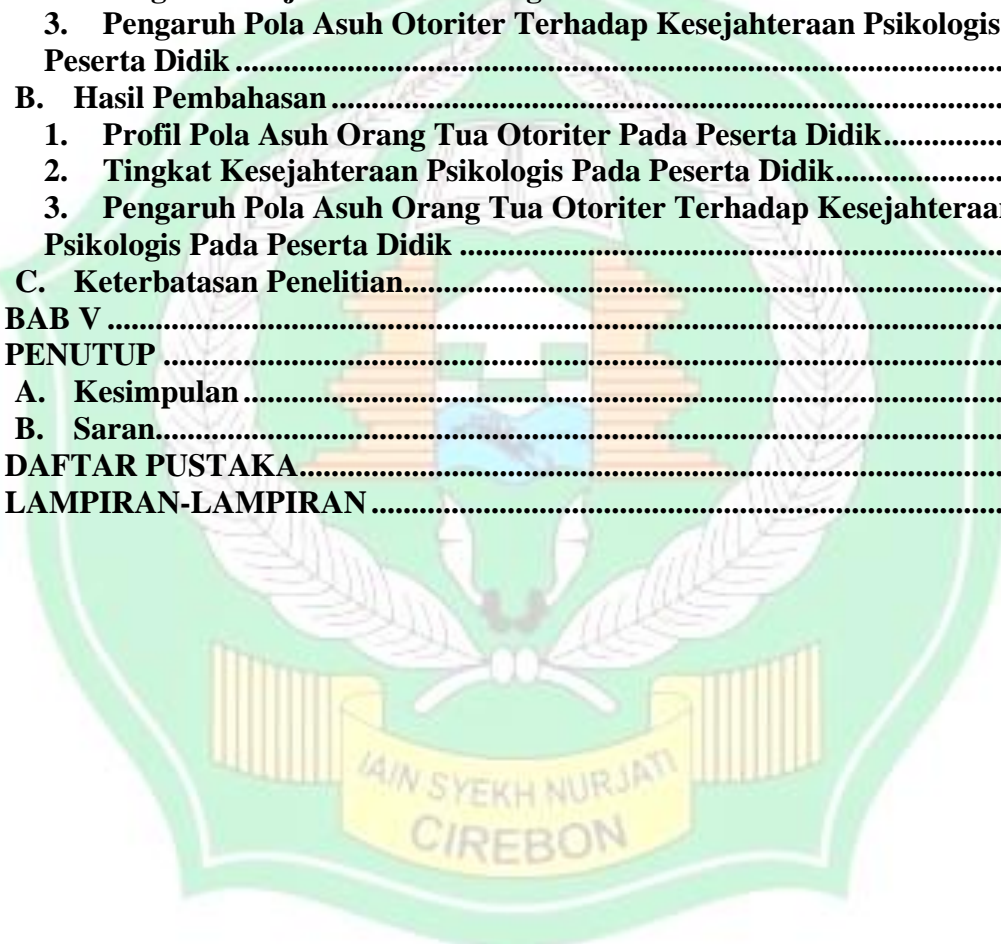 3. Pengaruh Pola Asuh Otoriter Terhadap Kesejahteraan Psikologis
Peserta Didik ........................................................................................................
B. Hasil Pembahasan ........................................................................................
1. Profil Pola Asuh Orang Tua Otoriter Pada Peserta Didik..................
2. Tingkat Kesejahteraan Psikologis Pada Peserta Didik.........................
3. Pengaruh Pola Asuh Orang Tua Otoriter Terhadap Kesejahteraan
Psikologis Pada Peserta Didik ......................................................................
C. Keterbatasan Penelitian..............................................................................
BAB V ....................................................................................................................
PENUTUP ............................................................................................................
A. Kesimpulan ....................................................................................................
B. Saran................................................................................................................
DAFTAR PUSTAKA.........................................................................................
LAMPIRAN-LAMPIRAN .................................................................................
IAIN SYEKH NURJATI
CIREBON